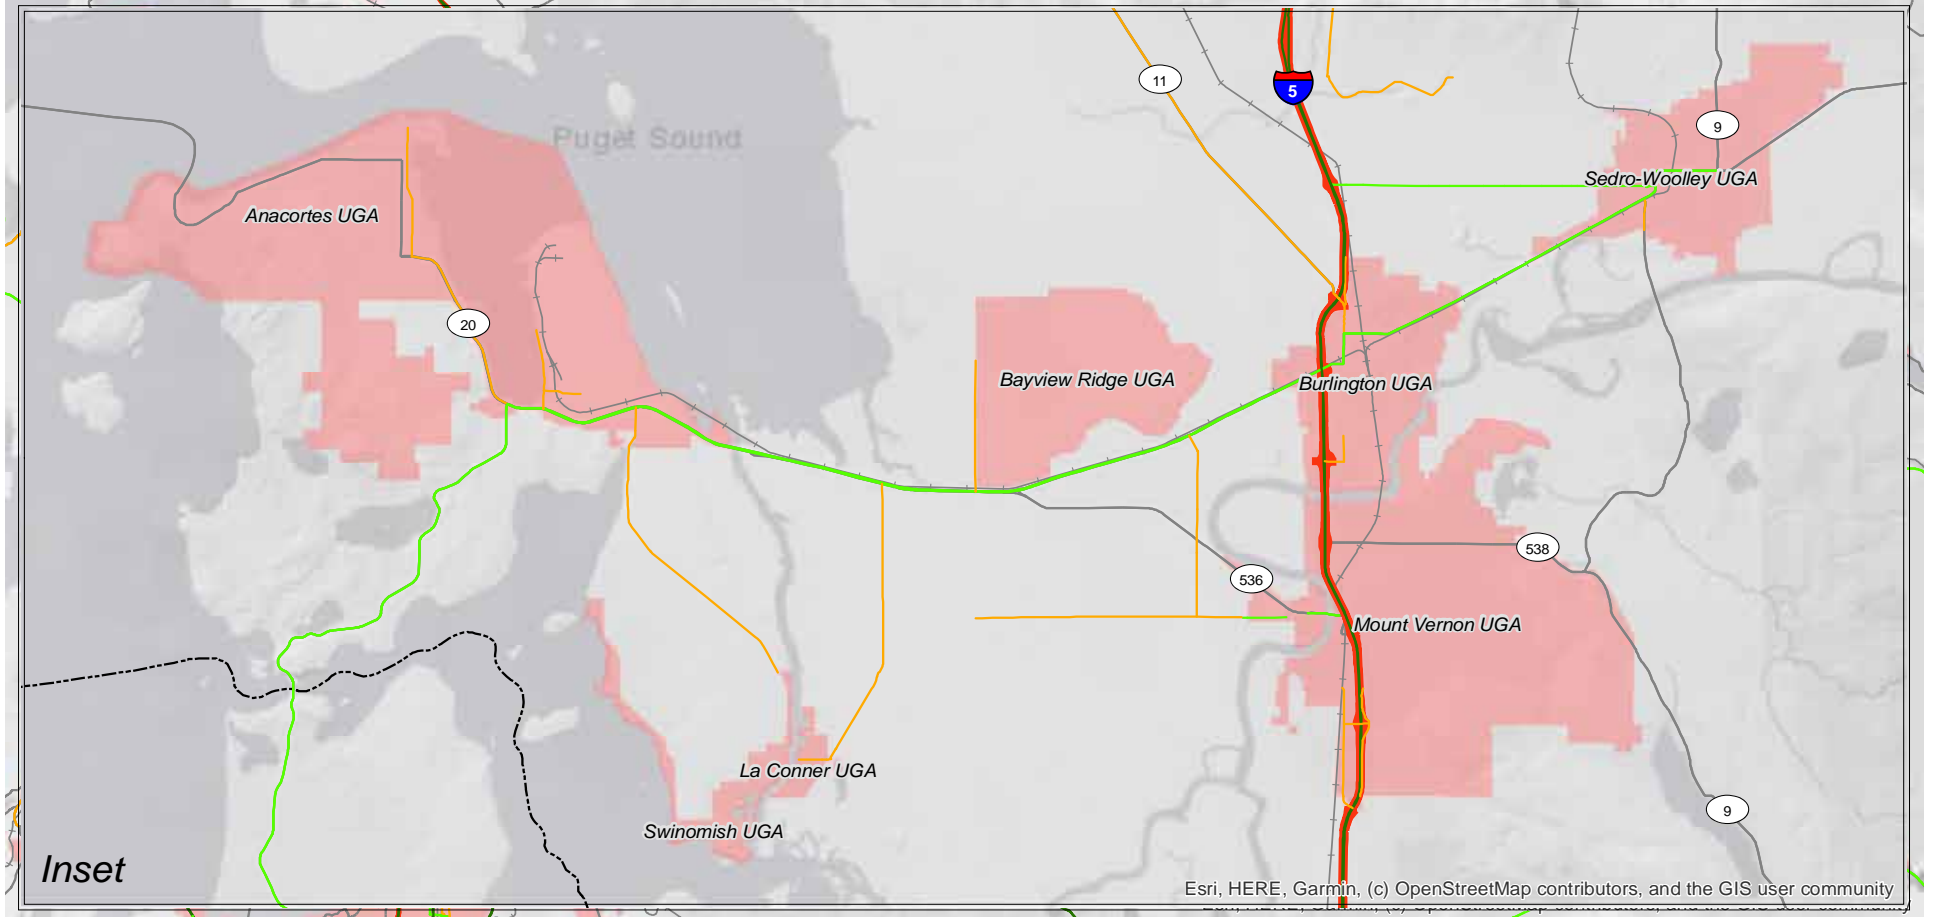 11
5
Puget Sound
9
Sedro-Woolley UGA
Anacortes UGA
20
Bayview Ridge UGA
Burlington UGA
538
536
Mount Vernon UGA
La Conner UGA
9
Swinomish UGA
Inset
Esri, HERE, Garmin, (c) OpenStreetMap contributors, and the GIS user community